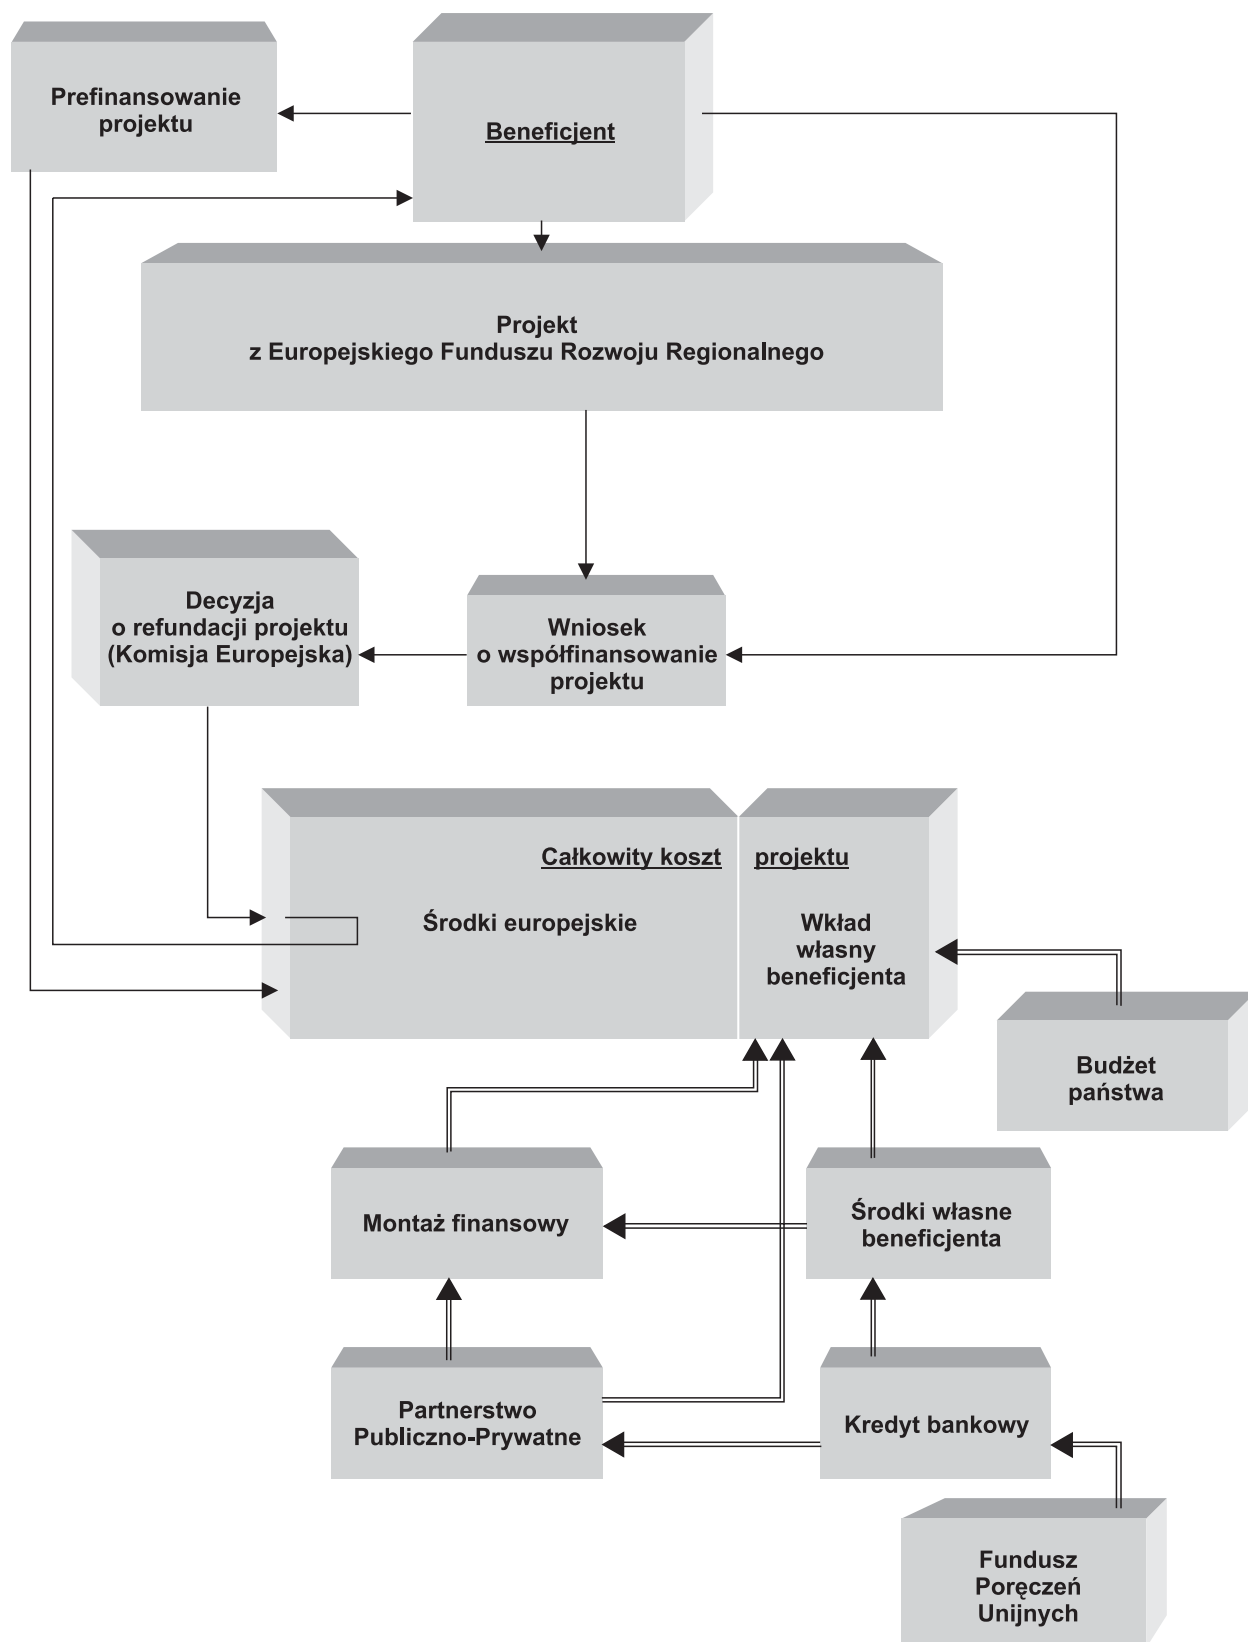 Prefinansowanie
projektu
Beneficjent
Projekt
z Europejskiego Funduszu Rozwoju Regionalnego
Decyzja
o refundacji projektu
(Komisja Europejska)
Wniosek
o współfinansowanie
projektu
Całkowity koszt projektu
Środki europejskie
Wkład
własny
beneficjenta
Budżet
państwa
Montaż finansowy
Środki własne
beneficjenta
Partnerstwo
Publiczno-Prywatne
Kredyt bankowy
Fundusz
Poręczeń
Unijnych